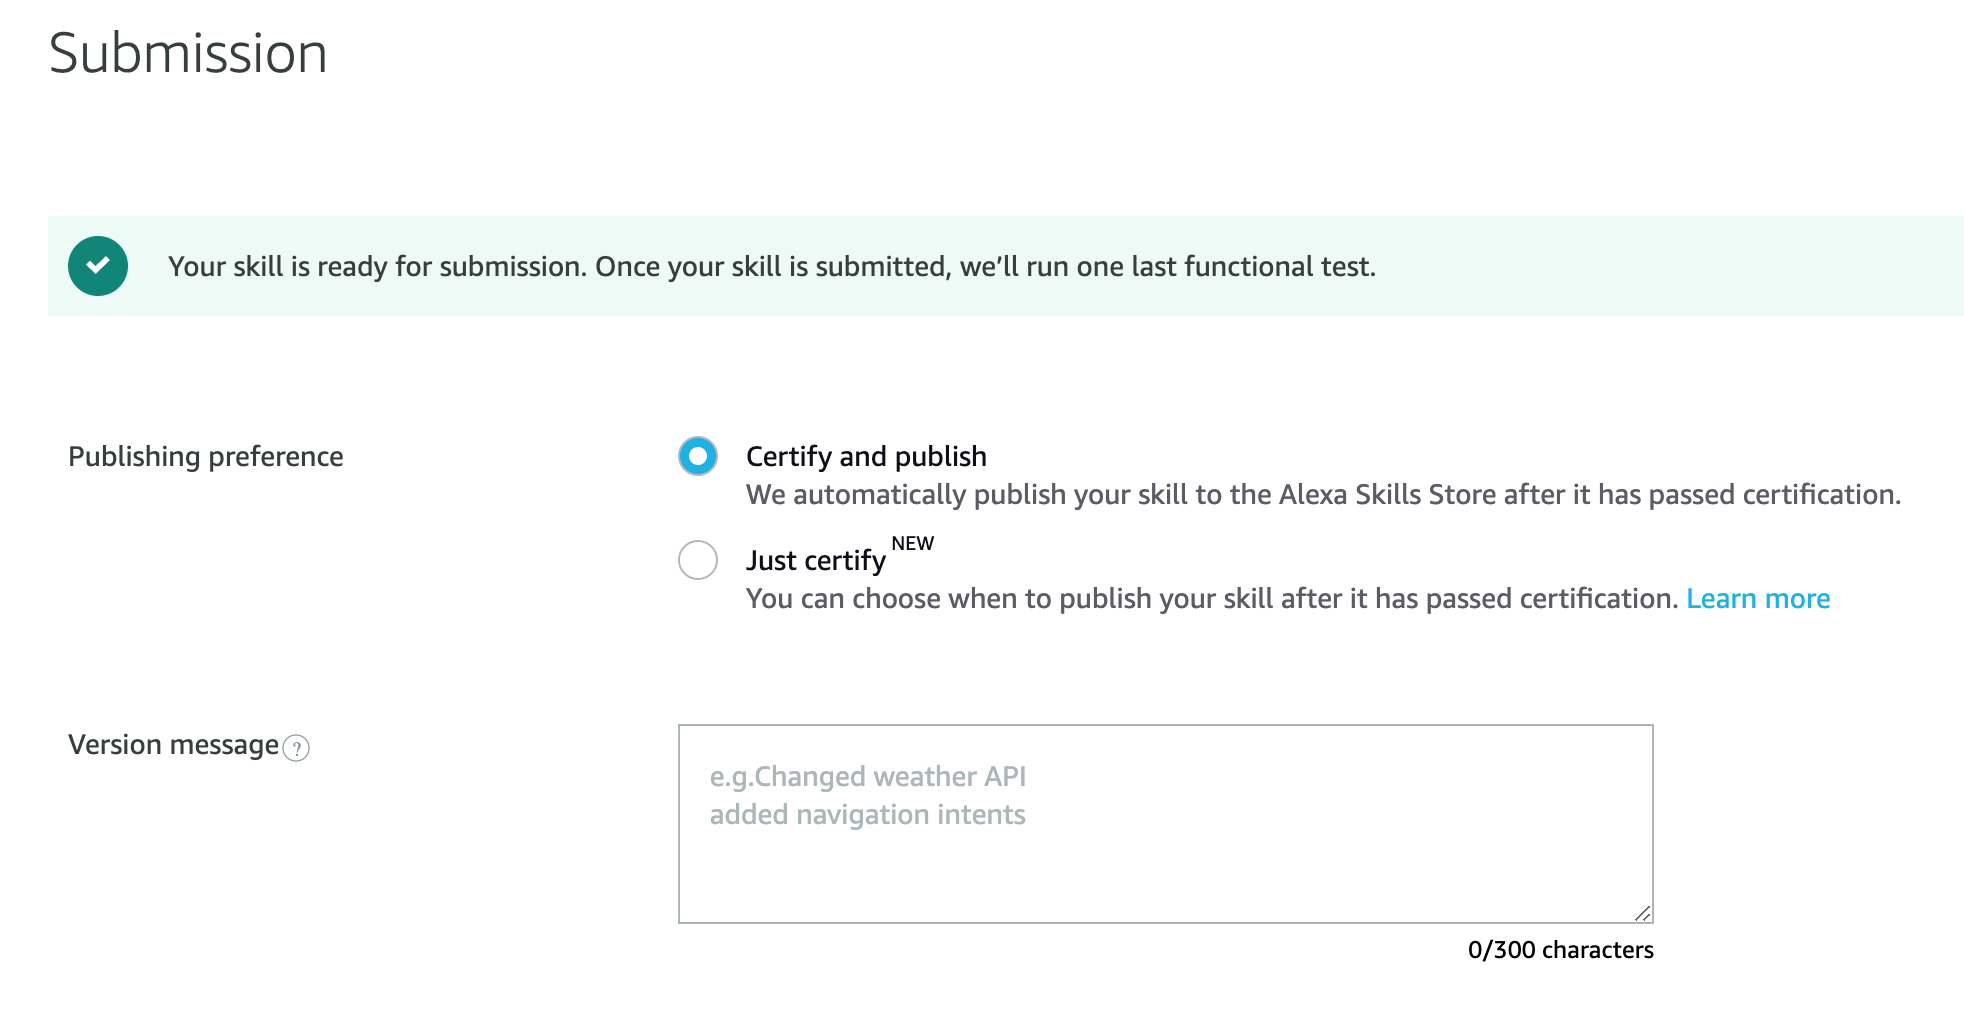 Submission
Your skill is ready for submission. Once your skill is submitted, we’ll run one last functional test.
Publishing preference
Certify and publish
We automatically publish your skill to the Alexa Skills Store after it has passed certification.
Just certify NEW
You can choose when to publish your skill after it has passed certification. Learn more
Version message ?
e.g.Changed weather API
added navigation intents
0/300 characters